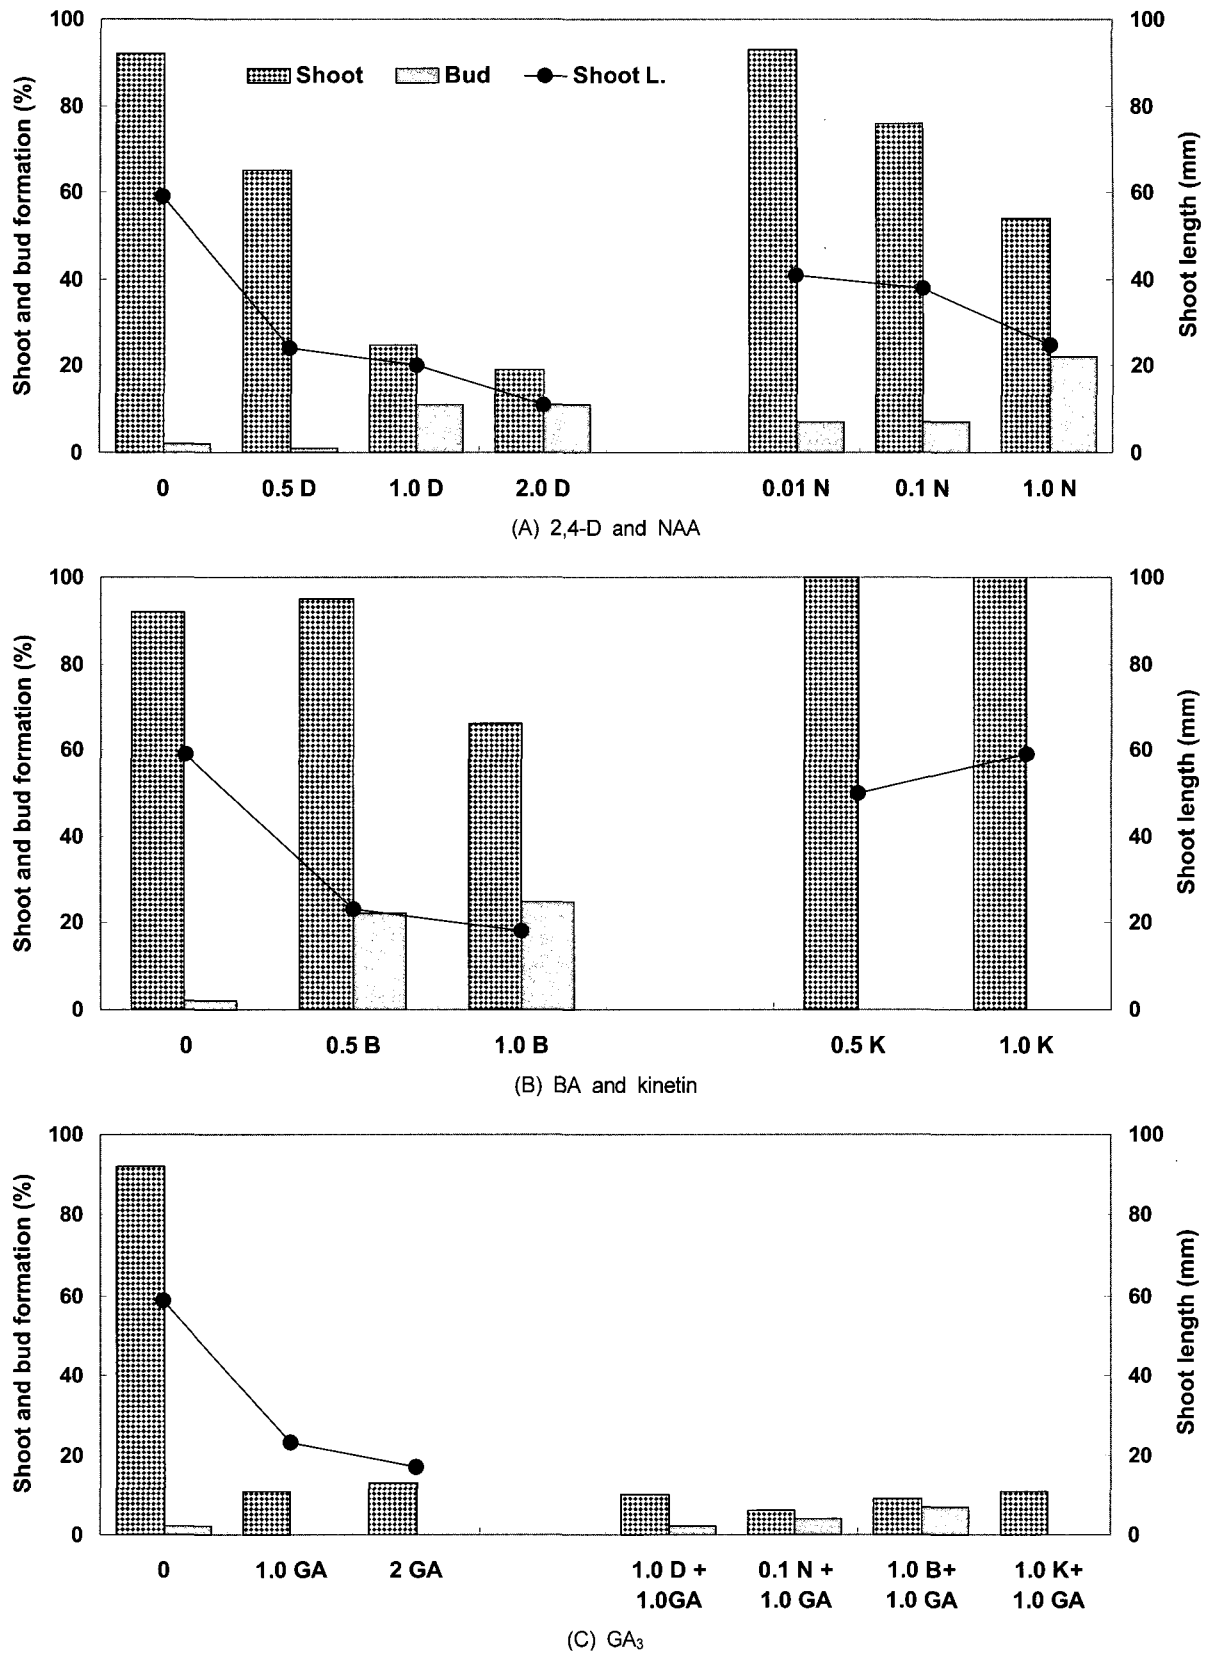 Shoot and bud formation (%)
100
80
60
40
20
0
Shoot
Bud
Shoot L.
100
80
60
40
20
0
Shoot length (mm)
0 0.5 D 1.0 D 2.0 D 0.01 N 0.1 N 1.0 N
(A) 2,4-D and NAA
Shoot and bud formation (%)
100
80
60
40
20
0
100
80
60
40
20
0
Shoot length (mm)
0 0.5 B 1.0 B 0.5 K 1.0 K
(B) BA and kinetin
Shoot and bud formation (%)
100
80
60
40
20
0
100
80
60
40
20
0
Shoot length (mm)
0 1.0 GA 2 GA 1.0 D + 0.1 N + 1.0 B+ 1.0 K+
1.0GA 1.0 GA 1.0 GA 1.0 GA
(C) GA₃